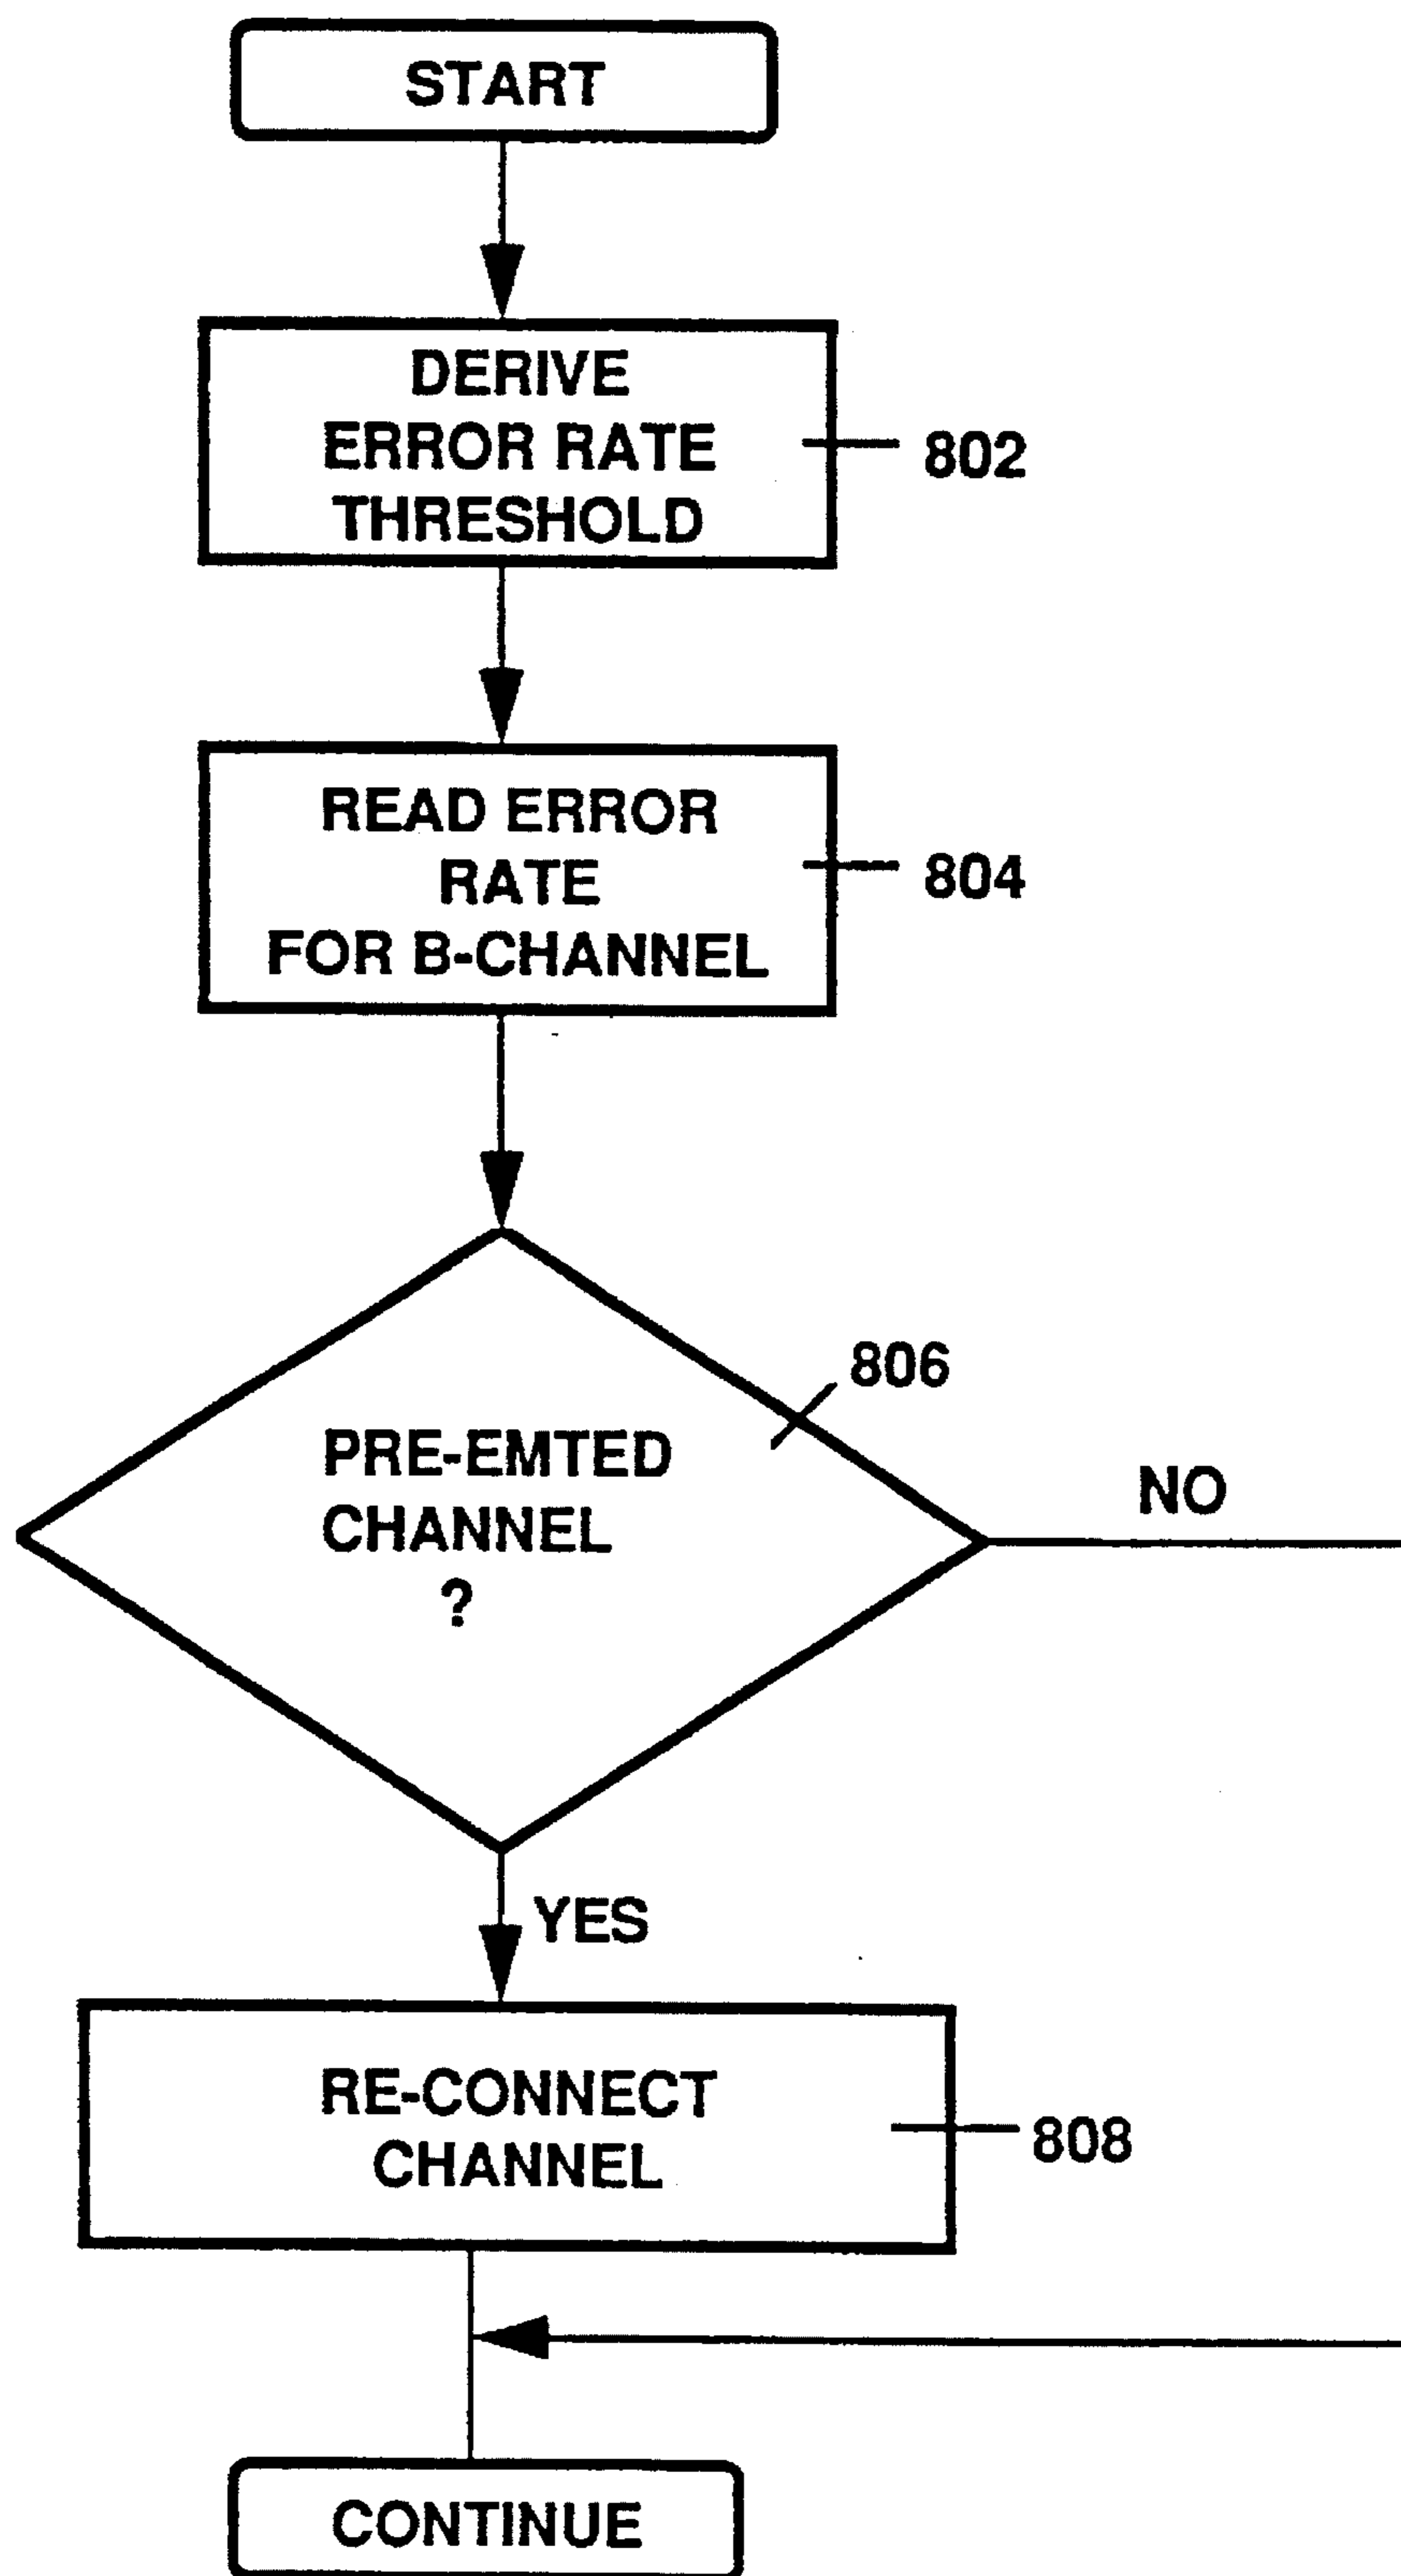 START
DERIVE
ERROR RATE
THRESHOLD
802
READ ERROR
RATE
FOR B-CHANNEL
804
806
PRE-EMTED
CHANNEL
?
NO
YES
RE-CONNECT
CHANNEL
808
CONTINUE